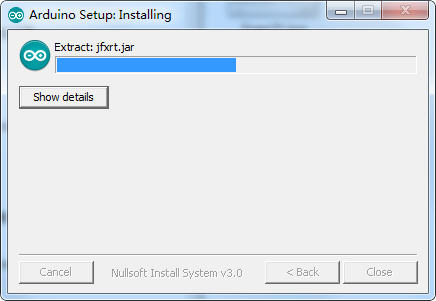 Arduino Setup: Installing
Extract: jfxrt.jar
Show details
Cancel
Nullsoft Install System v3.0
< Back
Close